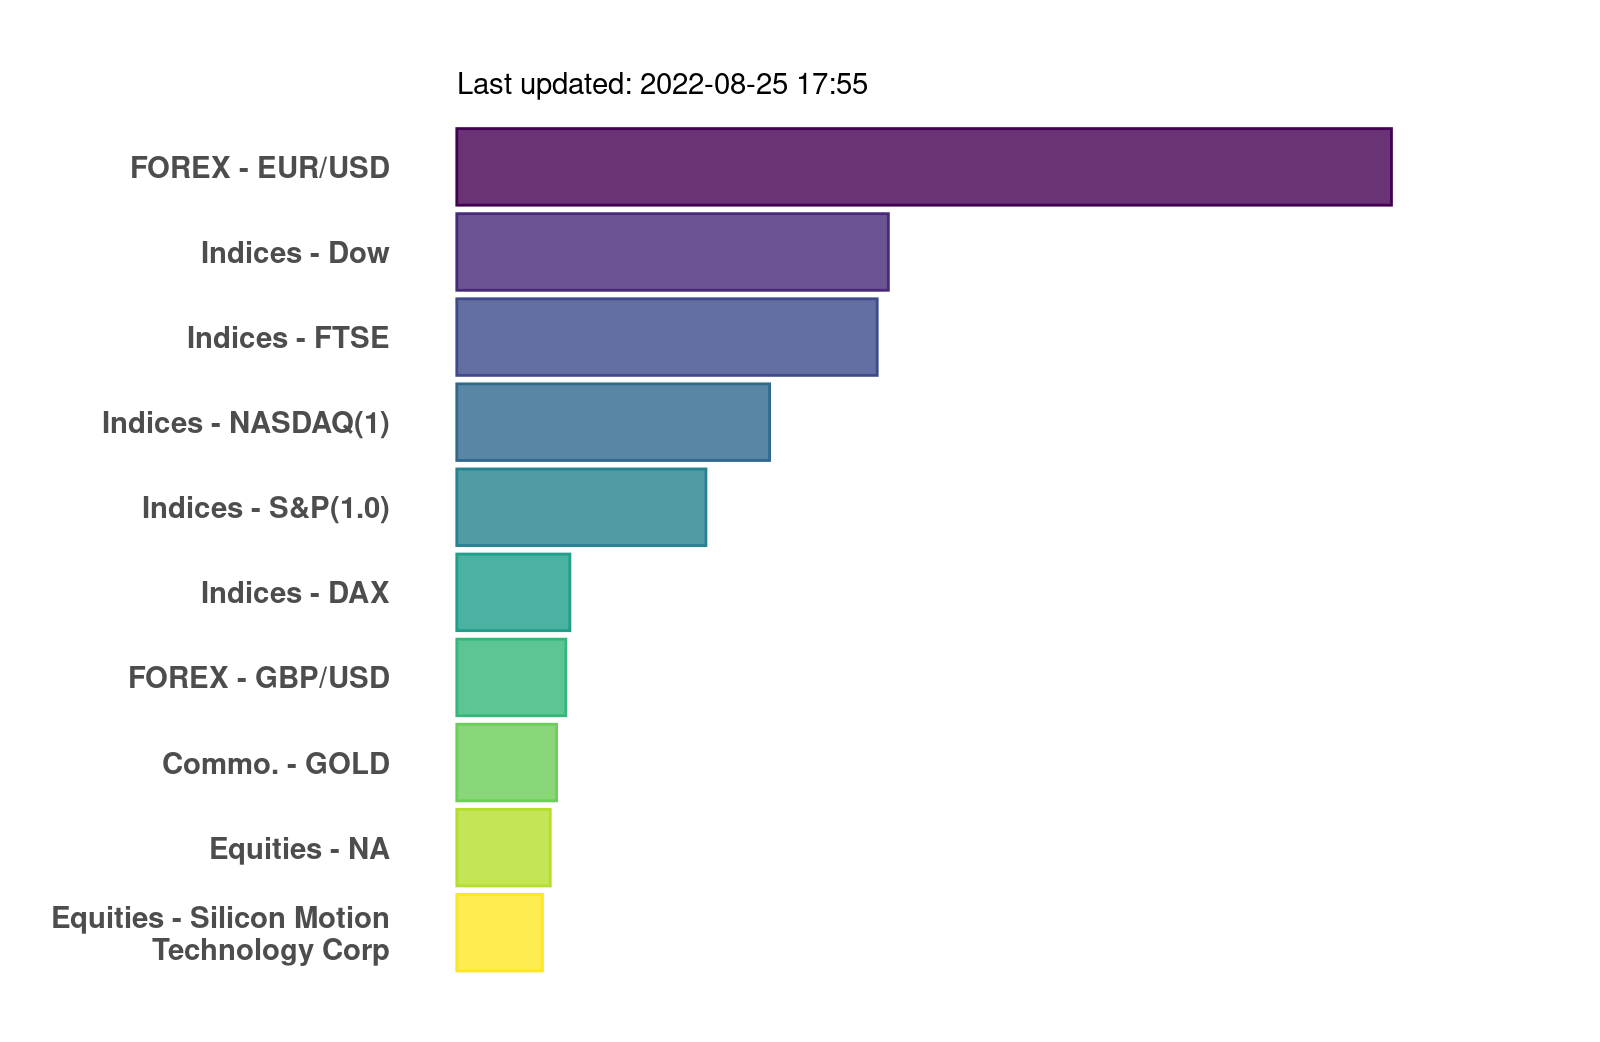 Last updated: 2022-08-25 17:55
FOREX - EUR/USD
Indices - Dow
Indices - FTSE
Indices - NASDAQ(1)
Indices - S&P(1.0)
Indices - DAX
FOREX - GBP/USD
Commo. - GOLD
Equities - NA
Equities - Silicon Motion
Technology Corp